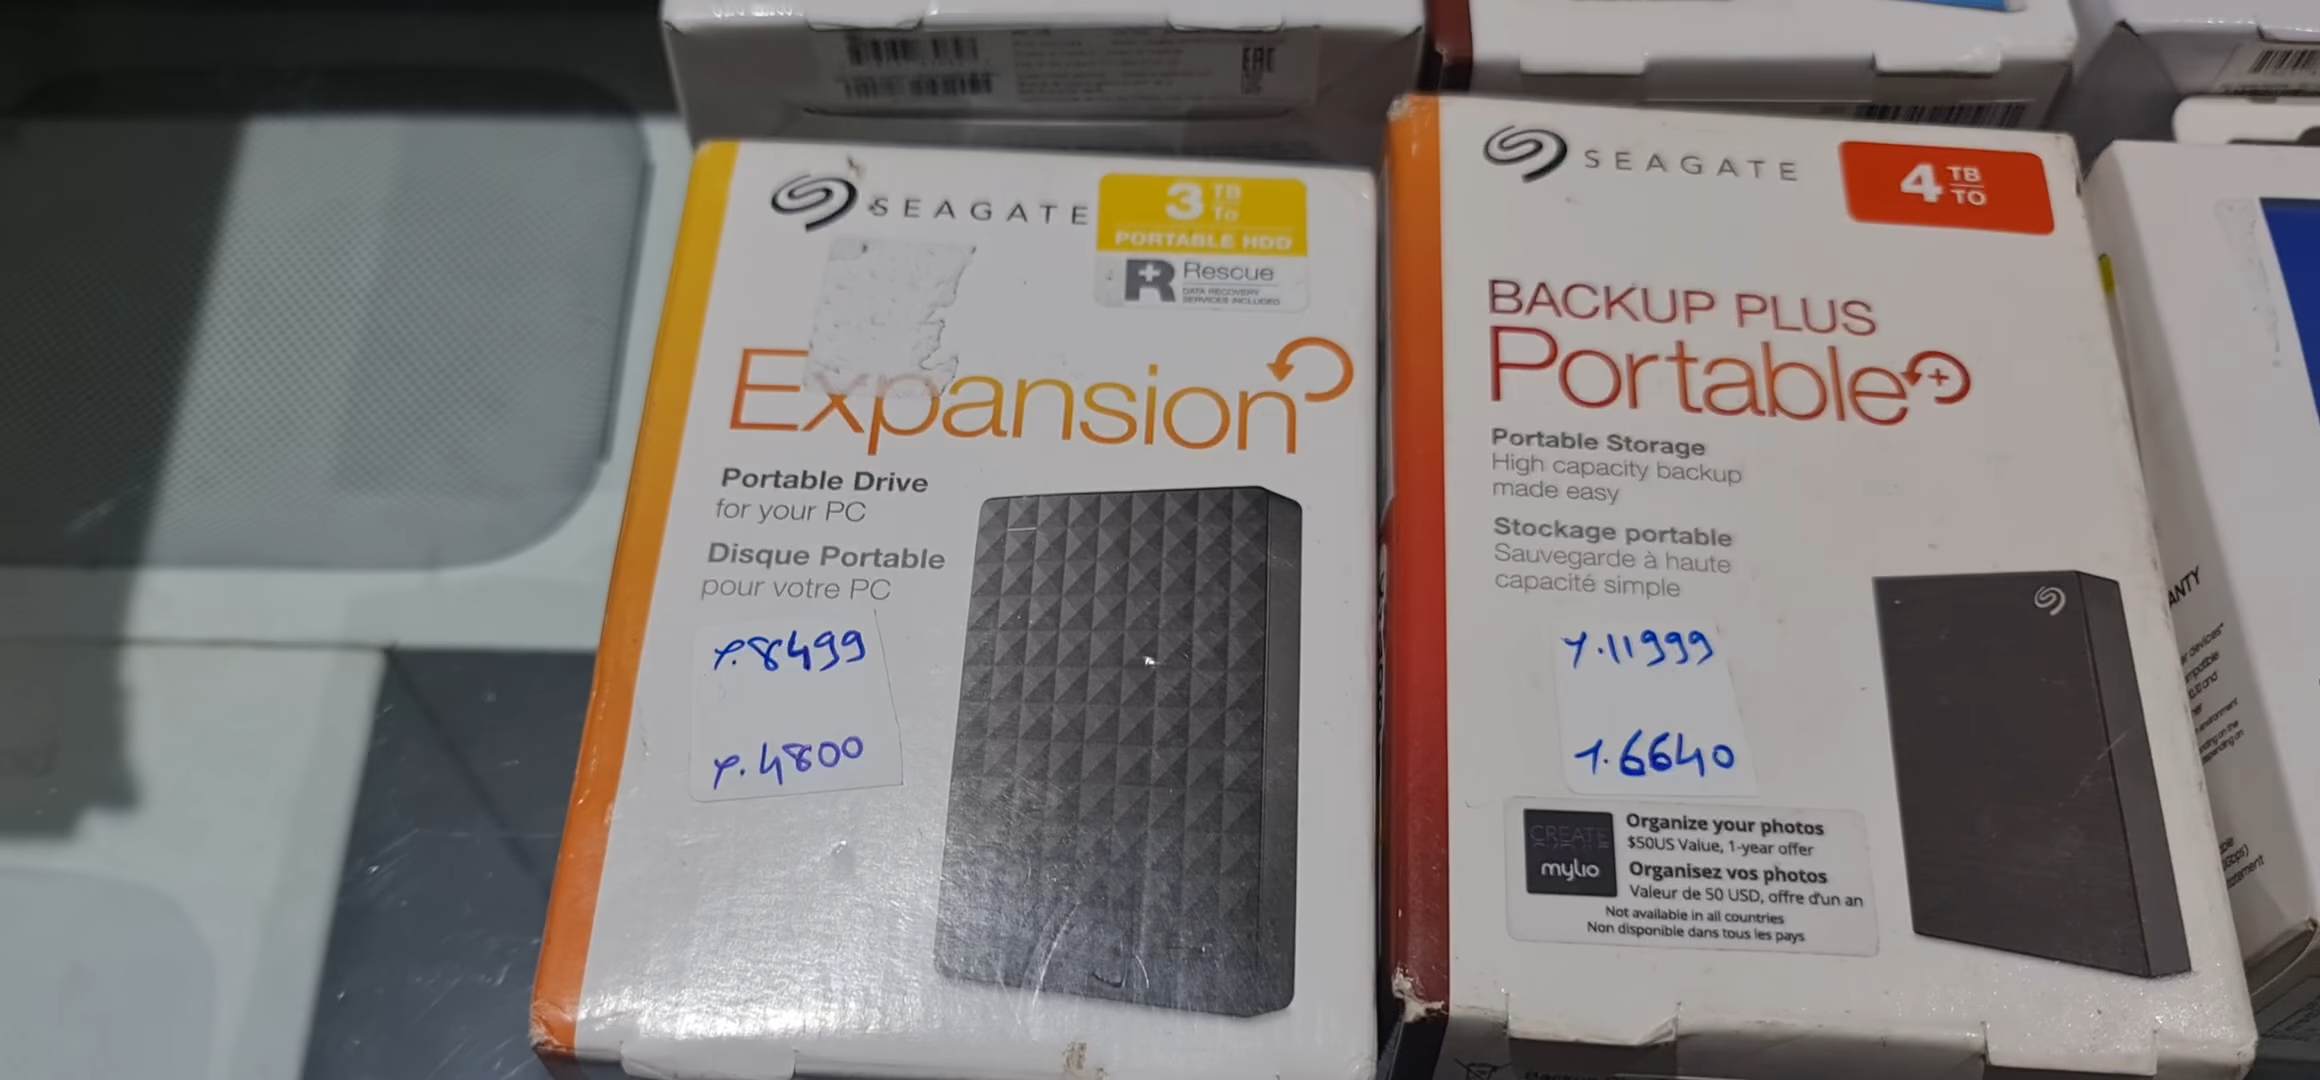 SEAGATE
3 TB To
PORTABLE HDD
Rescue
DATA RECOVERY
SERVICES INCLUDED
Expansion
Portable Drive
for your PC
Disque Portable
pour votre PC
8499
4800
EAC
SEAGATE
4 TB TO
BACKUP PLUS
Portable
Portable Storage
High capacity backup
made easy
Stockage portable
Sauvegarde à haute
capacité simple
11999
6640
CREATE
mylio
Organize your photos
$50US Value, 1-year offer
Organisez vos photos
Valeur de 50 USD, offre d'un an
Not available in all countries
Non disponible dans tous les pays